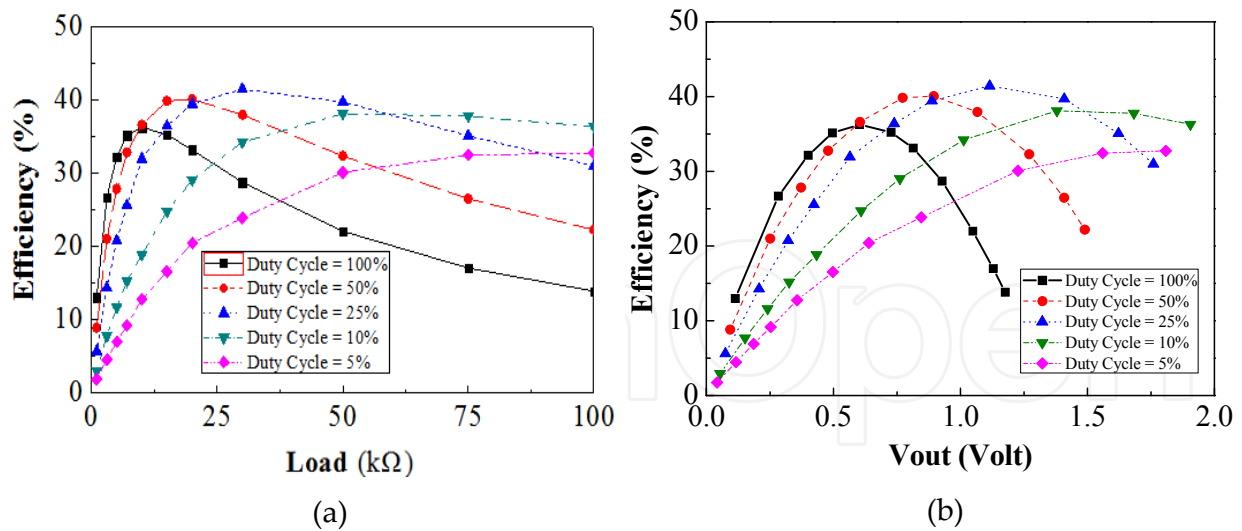 50
40
30
20
10
0
Efficiency (%)
Duty Cycle = 100%
Duty Cycle = 50%
Duty Cycle = 25%
Duty Cycle = 10%
Duty Cycle = 5%
0 25 50 75 100
Load (kΩ)
(a)
50
40
30
20
10
0
Efficiency (%)
Duty Cycle = 100%
Duty Cycle = 50%
Duty Cycle = 25%
Duty Cycle = 10%
Duty Cycle = 5%
0.0 0.5 1.0 1.5 2.0
Vout (Volt)
(b)